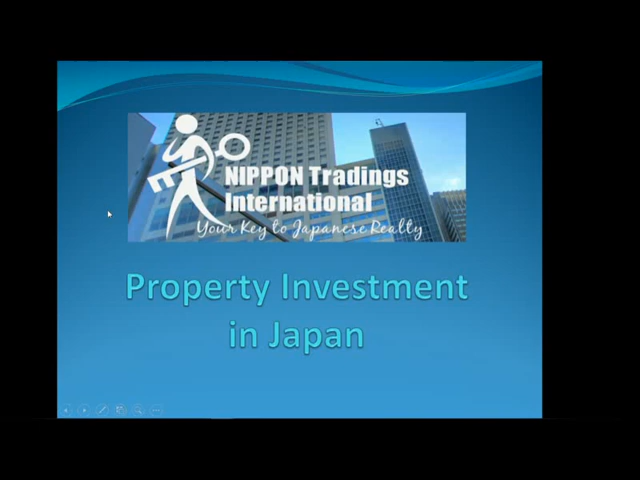 NIPPON Tradings
International
Your Key to Japanese Realty
Property Investment
in Japan